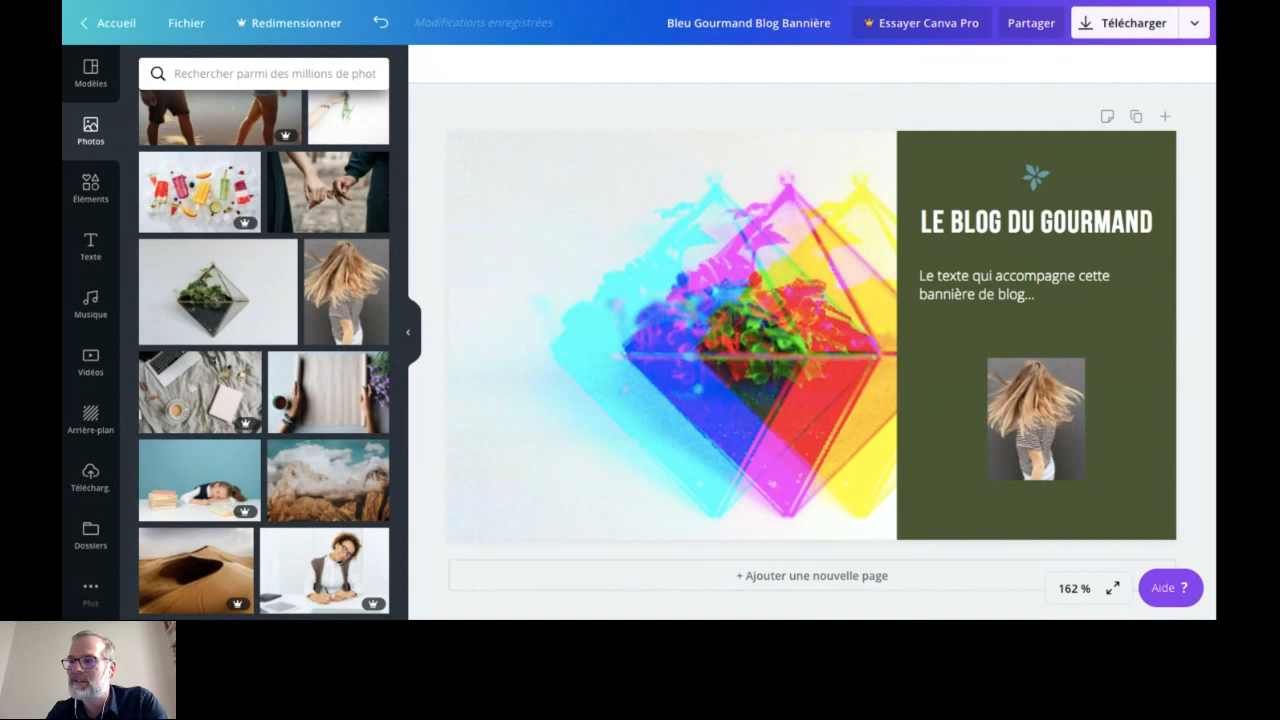 Accueil
Fichier
Redimensionner
Modifications enregistrées
Bleu Gourmand Blog Bannière
Essayer Canva Pro
Partager
Télécharger
Modèles
Photos
Éléments
Texte
Musique
Vidéos
Arrière-plan
Télécharg.
Dossiers
Plus
Rechercher parmi des millions de phot
LE BLOG DU GOURMAND
Le texte qui accompagne cette
bannière de blog...
+ Ajouter une nouvelle page
162 %
Aide ?